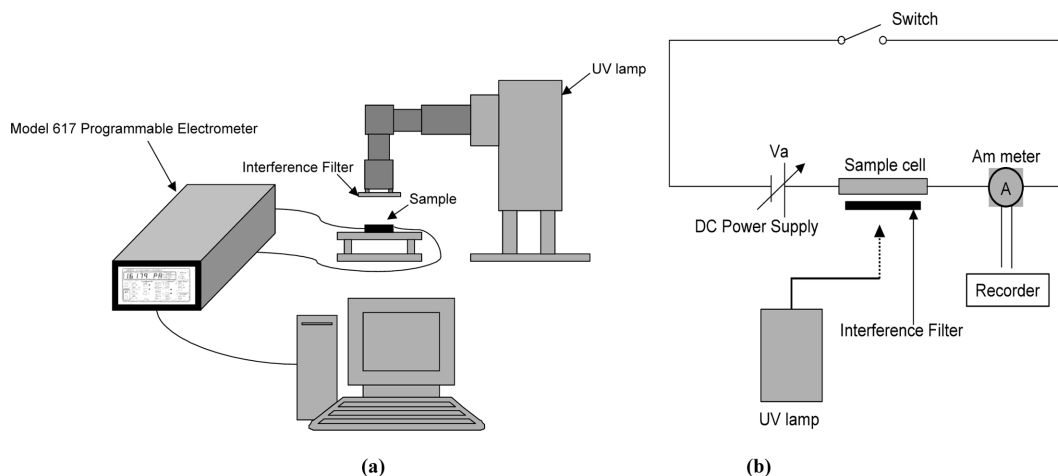 UV lamp
Model 617 Programmable Electrometer
Interference Filter
Sample
(a)
Switch
Va
Sample cell
Am meter
A
DC Power Supply
Recorder
Interference Filter
UV lamp
(b)